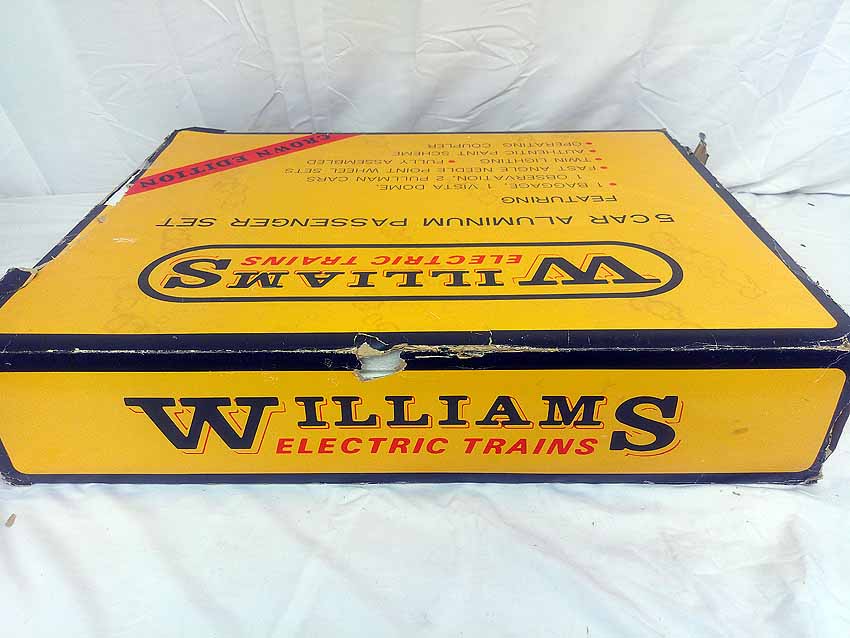 WILLIAMS
ELECTRIC TRAINS
5 CAR ALUMINUM PASSENGER SET
FEATURING
• 1 BAGGAGE, 1 VISTA DOME,
1 OBSERVATION, 2 PULLMAN CARS
• FAST ANGLE NEEDLE POINT WHEEL SETS
• TWIN LIGHTING • FULLY ASSEMBLED
• AUTHENTIC PAINT SCHEME
• OPERATING COUPLER
CROWN EDITION
WILLIAMS
ELECTRIC TRAINS